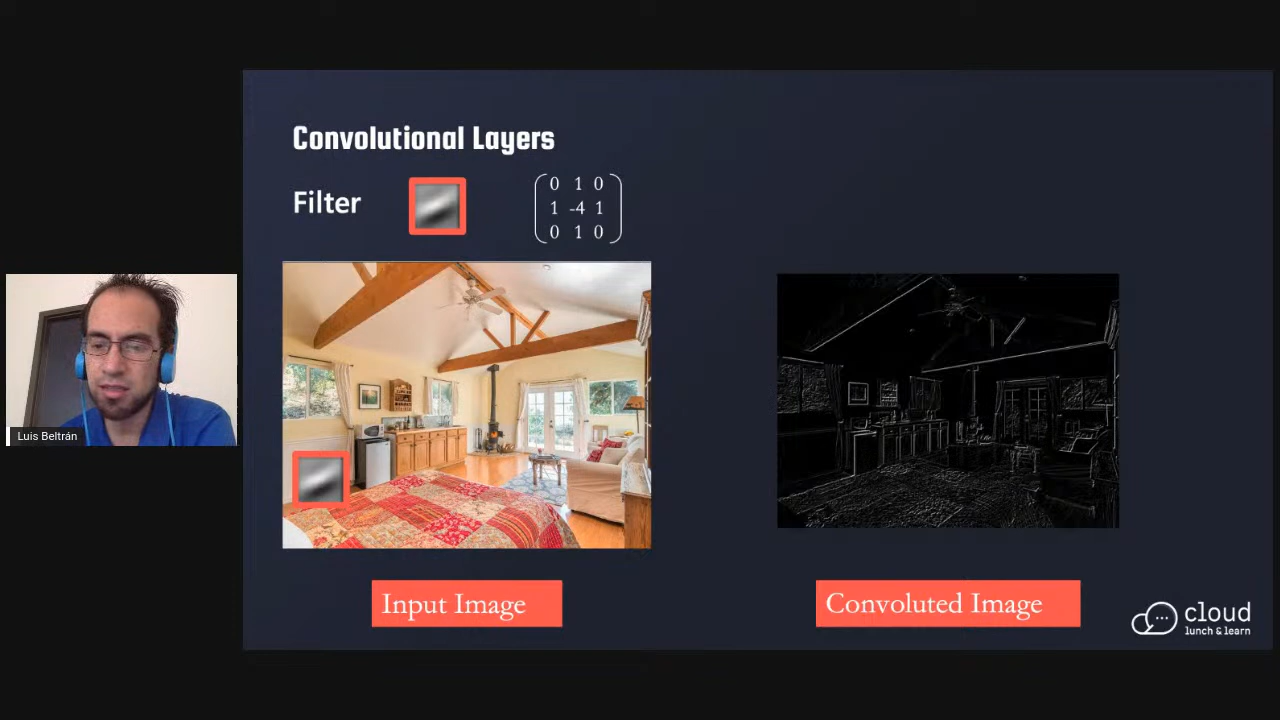 Convolutional Layers
Filter
0 1 0
1 -4 1
0 1 0
Luis Beltrán
Input Image
Convoluted Image
cloud
lunch & learn